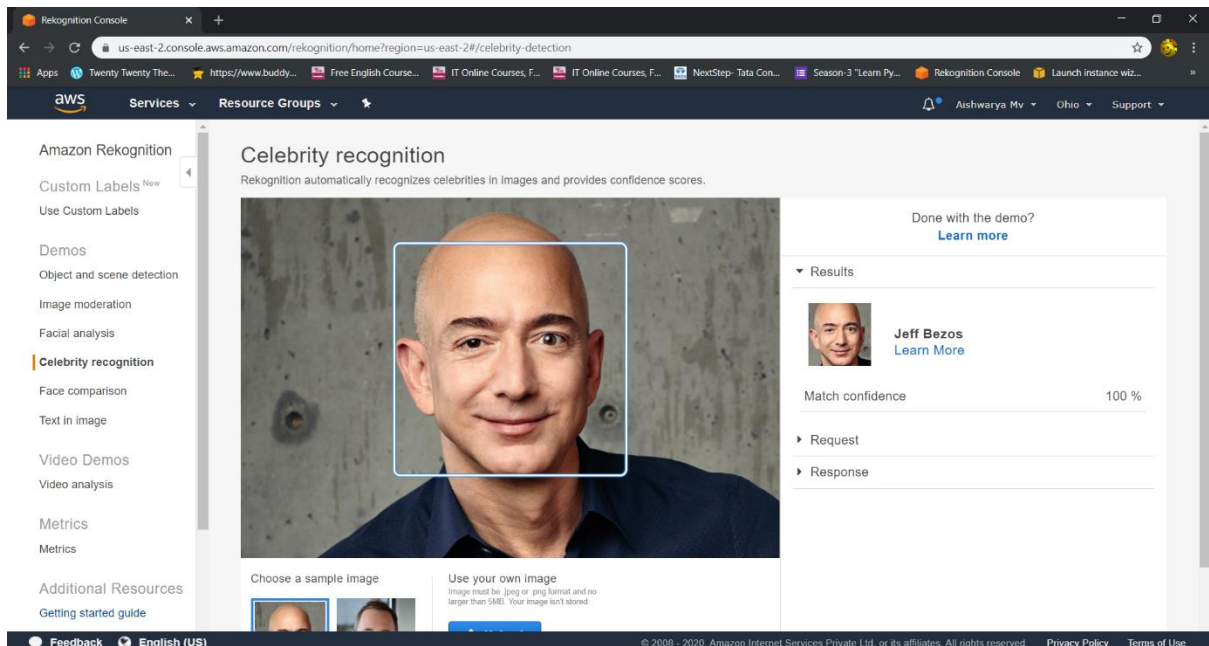 Rekognition Console
us-east-2.console.aws.amazon.com/rekognition/home?region=us-east-2#/celebrity-detection
Apps Twenty Twenty The... https://www.buddy... Free English Course... IT Online Courses, F... IT Online Courses, F... NextStep- Tata Con... Season-3 "Learn Py... Rekognition Console Launch instance wiz... »
aws Services Resource Groups Aishwarya Mv Ohio Support
Amazon Rekognition
Custom Labels New
Use Custom Labels
Demos
Object and scene detection
Image moderation
Facial analysis
Celebrity recognition
Face comparison
Text in image
Video Demos
Video analysis
Metrics
Metrics
Additional Resources
Getting started guide
Celebrity recognition
Rekognition automatically recognizes celebrities in images and provides confidence scores.
Done with the demo?
Learn more
Results
Jeff Bezos
Learn More
Match confidence 100 %
Request
Response
Choose a sample image
Use your own image
Image must be .jpeg or .png format and no
larger than 5MB. Your image isn't stored.
Feedback English (US) © 2008 - 2020, Amazon Internet Services Private Ltd. or its affiliates. All rights reserved. Privacy Policy Terms of Use